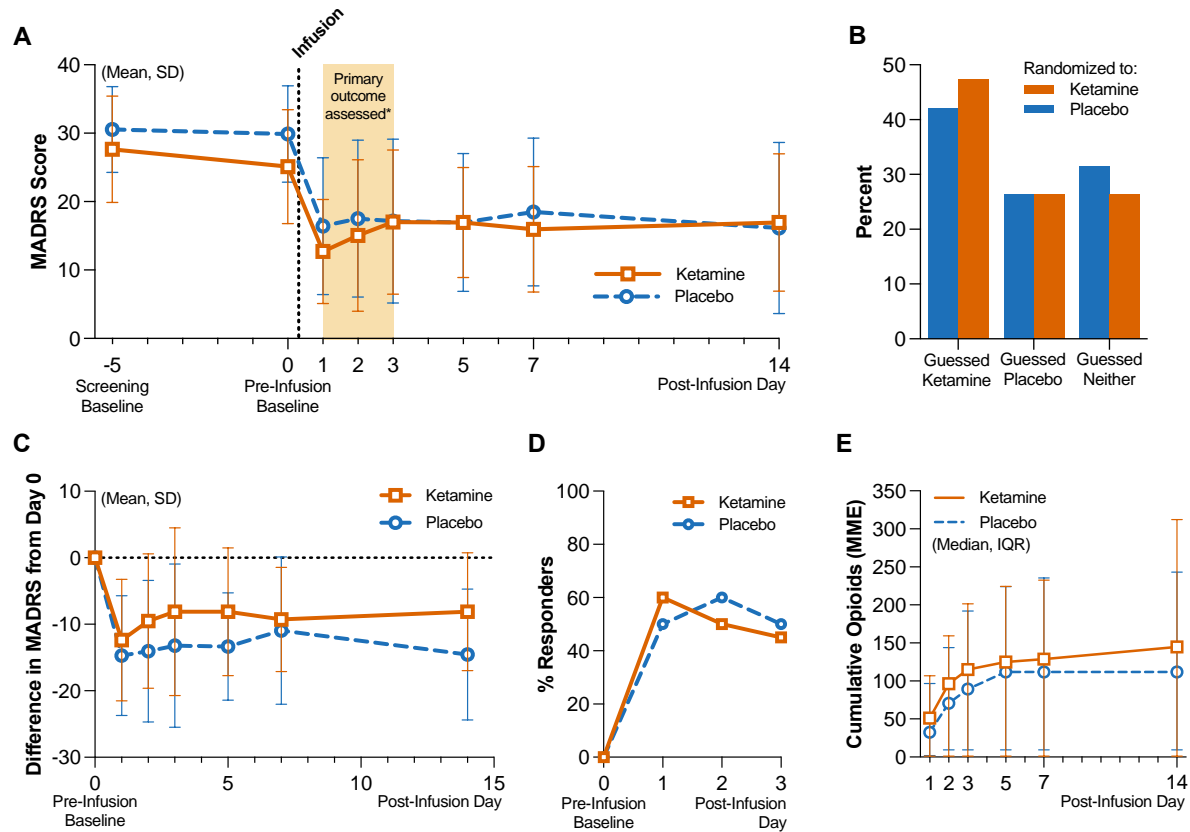 A
Infusion
(Mean, SD)
Primary
outcome
assessed*
MADRS Score
40
30
20
10
0
Ketamine
Placebo
-5
0
1
2
3
5
7
14
Screening
Baseline
Pre-Infusion
Baseline
Post-Infusion Day
B
Randomized to:
Ketamine
Placebo
Percent
50
40
30
20
10
0
Guessed
Ketamine
Guessed
Placebo
Guessed
Neither
C
(Mean, SD)
Ketamine
Placebo
Difference in MADRS from Day 0
10
0
-10
-20
-30
0
5
10
15
Pre-Infusion
Baseline
Post-Infusion Day
D
Ketamine
Placebo
% Responders
100
80
60
40
20
0
0
1
2
3
Pre-Infusion
Baseline
Post-Infusion
Day
E
Ketamine
Placebo
(Median, IQR)
Cumulative Opioids (MME)
350
300
250
200
150
100
50
0
1
2
3
5
7
14
Post-Infusion Day